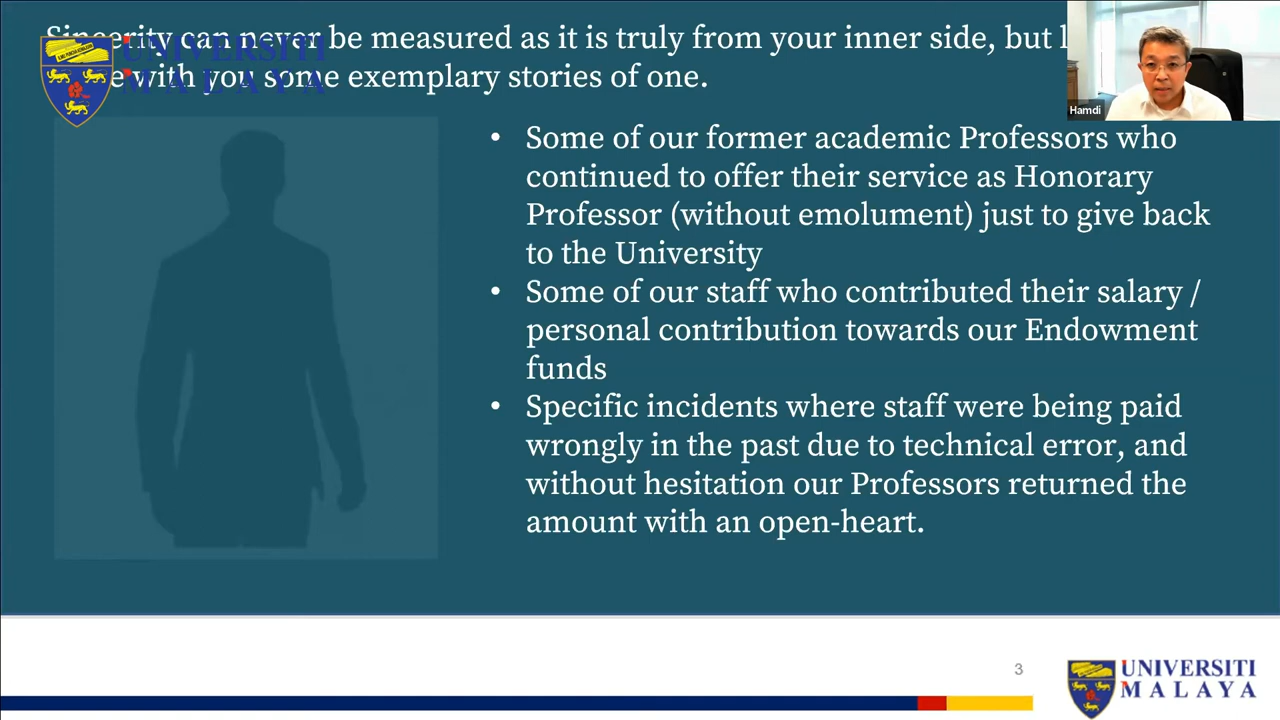 Sincerity can never be measured as it is truly from your inner side, but l
with you some exemplary stories of one.
UNIVERSITI
MALAYA
Hamdi
• Some of our former academic Professors who
continued to offer their service as Honorary
Professor (without emolument) just to give back
to the University
• Some of our staff who contributed their salary /
personal contribution towards our Endowment
funds
• Specific incidents where staff were being paid
wrongly in the past due to technical error, and
without hesitation our Professors returned the
amount with an open-heart.
3
UNIVERSITI
MALAYA